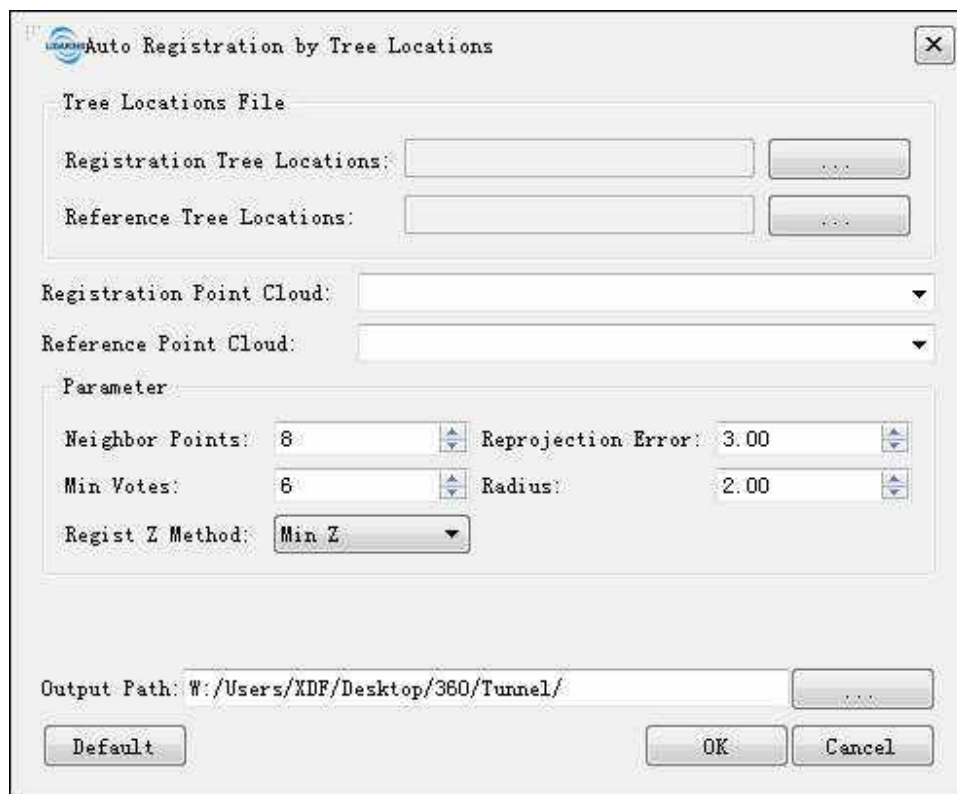 Auto Registration by Tree Locations
Tree Locations File
Registration Tree Locations: ...
Reference Tree Locations: ...
Registration Point Cloud:
Reference Point Cloud:
Parameter
Neighbor Points: 8 Reprojection Error: 3.00
Min Votes: 6 Radius: 2.00
Regist Z Method: Min Z
Output Path: W:/Users/XDF/Desktop/360/Tunnel/ ...
Default OK Cancel